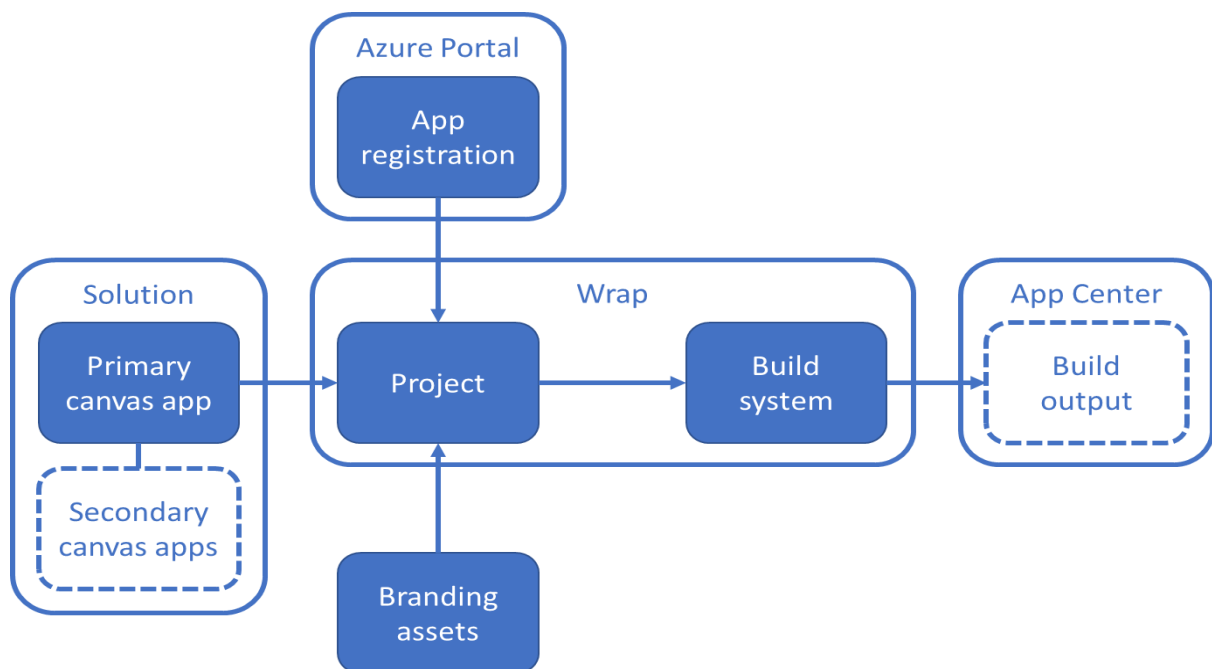 Azure Portal
App
registration
Solution
Primary
canvas app
Secondary
canvas apps
Wrap
Project
Build
system
App Center
Build
output
Branding
assets